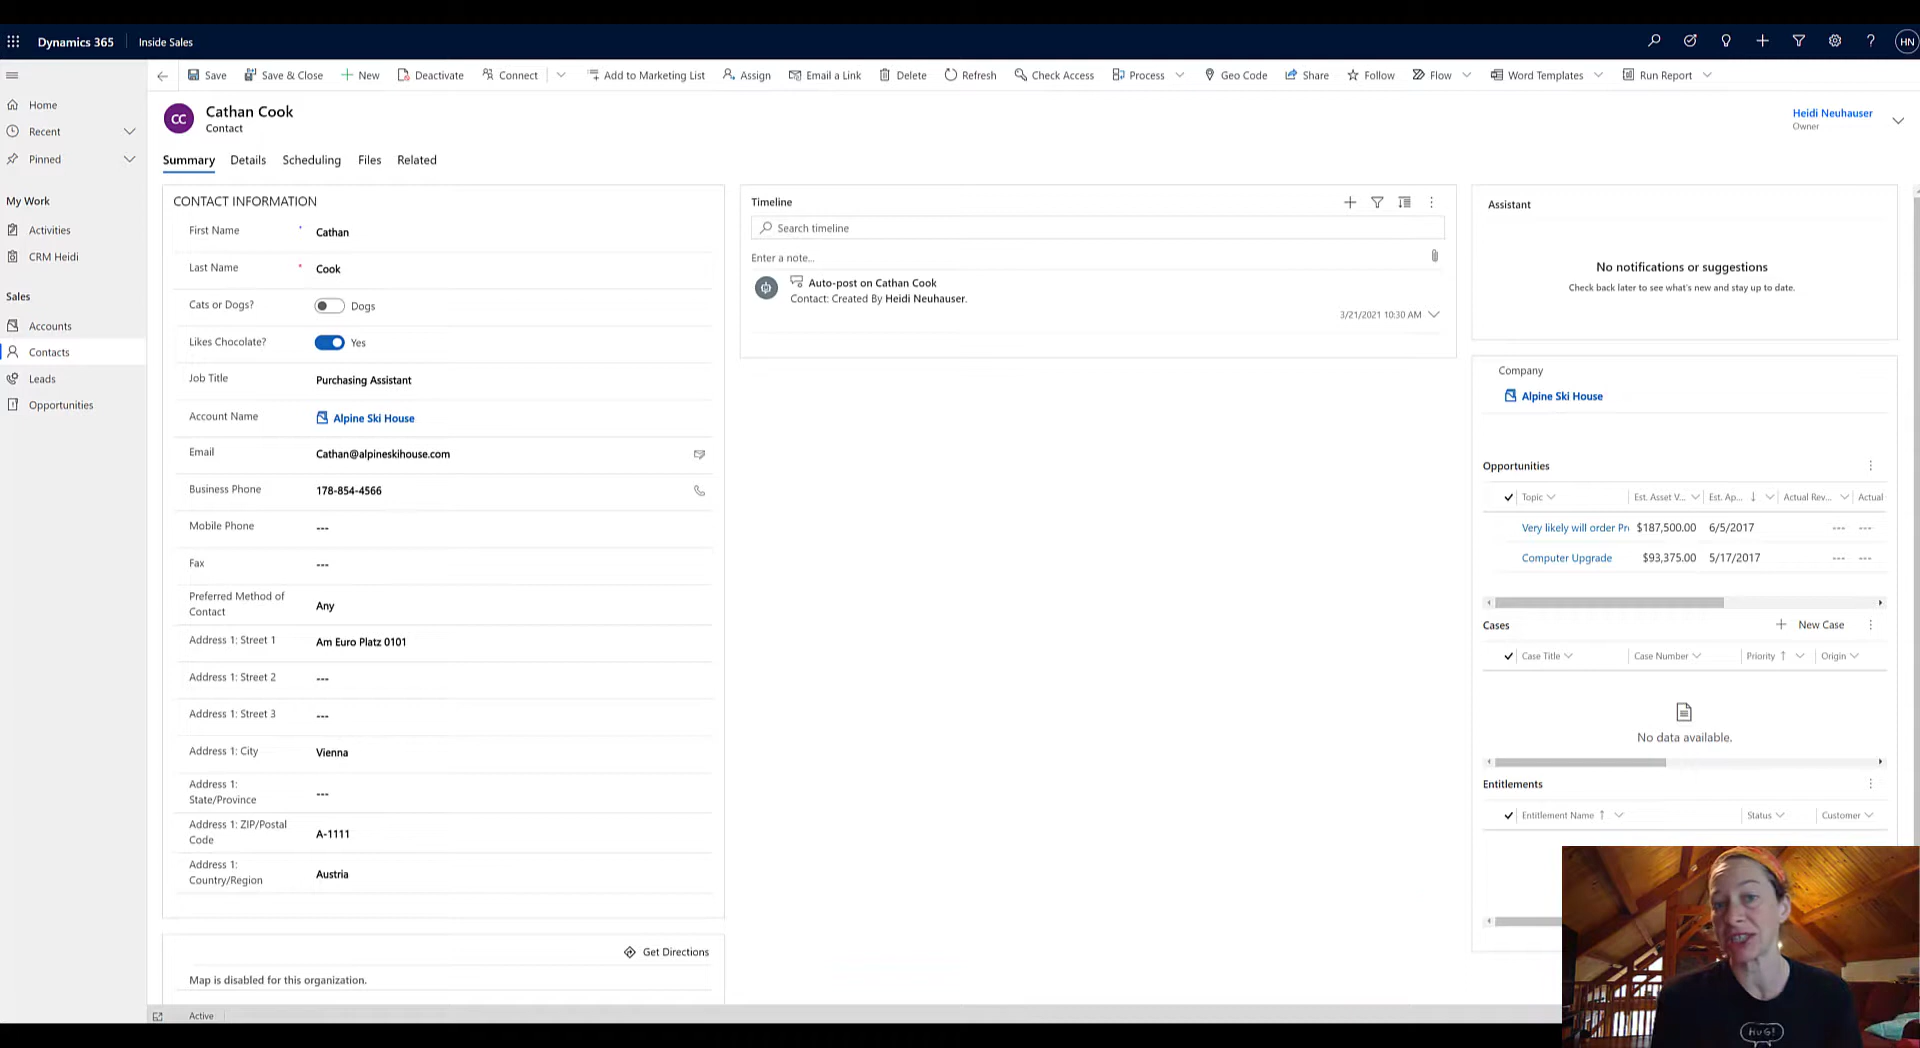 Dynamics 365
Inside Sales
HN
Save
Save & Close
New
Deactivate
Connect
Add to Marketing List
Assign
Email a Link
Delete
Refresh
Check Access
Process
Geo Code
Share
Follow
Flow
Word Templates
Run Report
Home
Recent
Pinned
My Work
Activities
CRM Heidi
Sales
Accounts
Contacts
Leads
Opportunities
CC
Cathan Cook
Contact
Heidi Neuhauser
Owner
Summary
Details
Scheduling
Files
Related
CONTACT INFORMATION
First Name * Cathan
Last Name * Cook
Cats or Dogs? Dogs
Likes Chocolate? Yes
Job Title Purchasing Assistant
Account Name Alpine Ski House
Email Cathan@alpineskihouse.com
Business Phone 178-854-4566
Mobile Phone ---
Fax ---
Preferred Method of
Contact Any
Address 1: Street 1 Am Euro Platz 0101
Address 1: Street 2 ---
Address 1: Street 3 ---
Address 1: City Vienna
Address 1:
State/Province ---
Address 1: ZIP/Postal
Code A-1111
Address 1:
Country/Region Austria
Get Directions
Map is disabled for this organization.
Active
Timeline
Search timeline
Enter a note...
Auto-post on Cathan Cook
Contact: Created By Heidi Neuhauser.
3/21/2021 10:30 AM
Assistant
No notifications or suggestions
Check back later to see what's new and stay up to date.
Company
Alpine Ski House
Opportunities
Topic Est. Asset V... Est. Ap... Actual Rev... Actual
Very likely will order Pr $187,500.00 6/5/2017 --- ---
Computer Upgrade $93,375.00 5/17/2017 --- ---
Cases
New Case
Case Title Case Number Priority Origin
No data available.
Entitlements
Entitlement Name Status Customer
HUG!